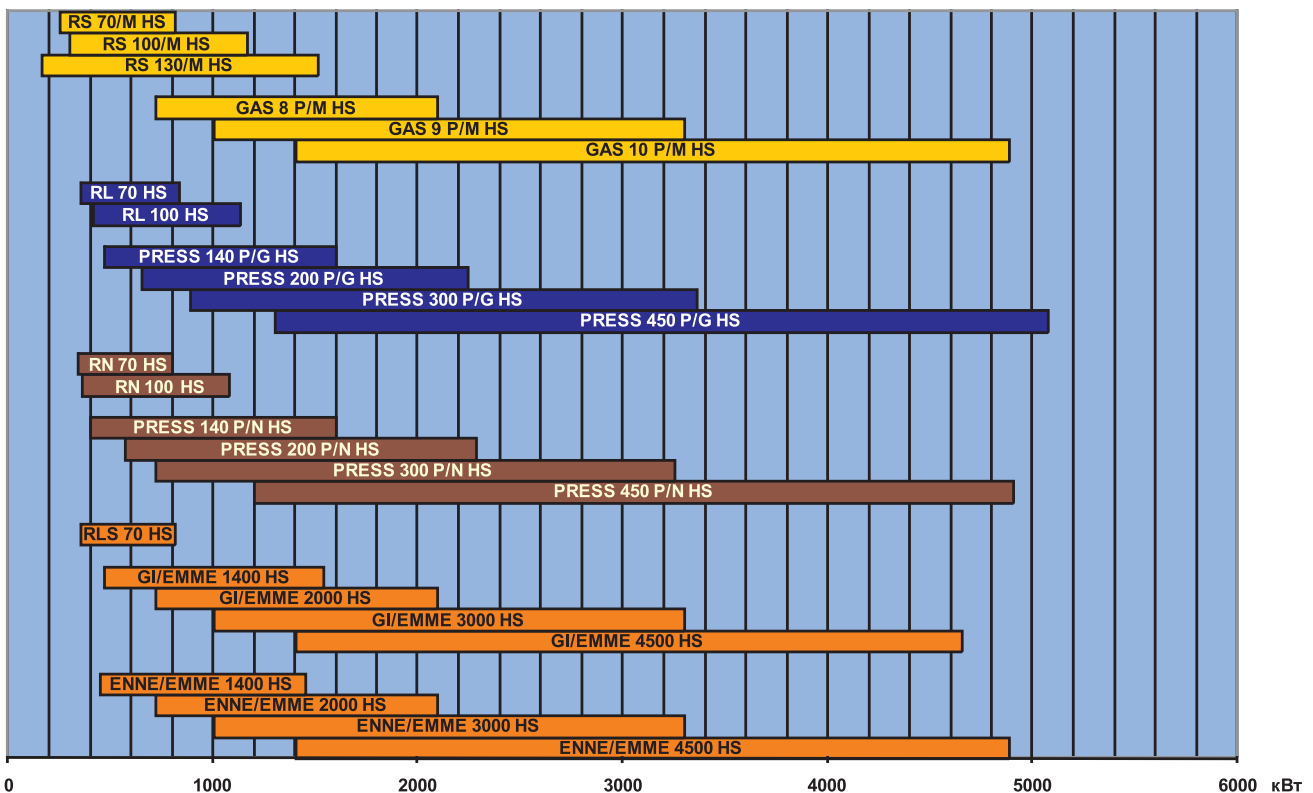 RS 70/M HS
RS 100/M HS
RS 130/M HS
GAS 8 P/M HS
GAS 9 P/M HS
GAS 10 P/M HS
RL 70 HS
RL 100 HS
PRESS 140 P/G HS
PRESS 200 P/G HS
PRESS 300 P/G HS
PRESS 450 P/G HS
RN 70 HS
RN 100 HS
PRESS 140 P/N HS
PRESS 200 P/N HS
PRESS 300 P/N HS
PRESS 450 P/N HS
RLS 70 HS
GI/EMME 1400 HS
GI/EMME 2000 HS
GI/EMME 3000 HS
GI/EMME 4500 HS
ENNE/EMME 1400 HS
ENNE/EMME 2000 HS
ENNE/EMME 3000 HS
ENNE/EMME 4500 HS
0 1000 2000 3000 4000 5000 6000 кВт